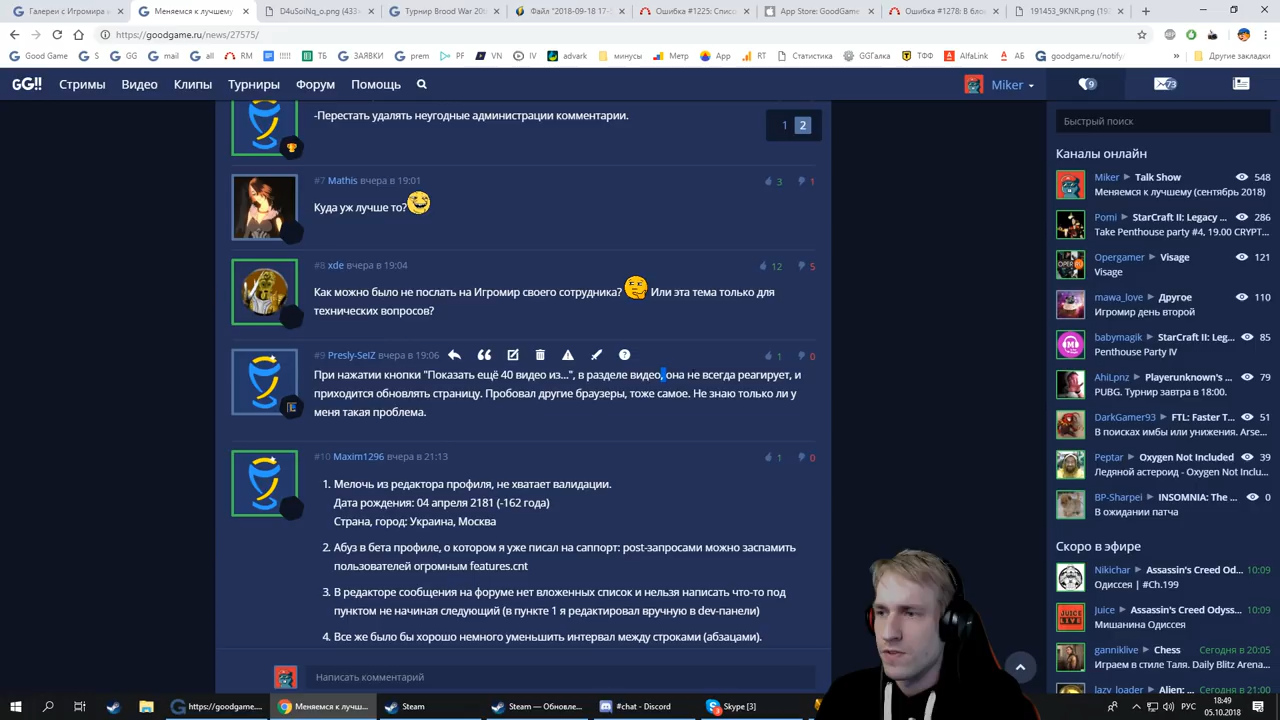 Галереи с Игромира
Меняемся к лучшему
D4uSoiNq_o.png (433×
Турнир Brood War 20
Файл "2018-09-18 17-5
Ошибка #1225: Списо
App Store: GoodGame
Ошибка #1278: В блок
191453_9KNR.png (197
https://goodgame.ru/news/27575/
Good Game
S
GG
mail
all
RM
ЗАЯВКИ
prem
PF
VN
IV
advark
минусы
Метр
App
RT
Статистика
GGГалка
ТФФ
AlfaLink
АБ
goodgame.ru/notify
Другие закладки
GG!!
Стримы
Видео
Клипы
Турниры
Форум
Помощь
Miker
9
73
-Перестать удалять неугодные администрации комментарии.
1 2
#7 Mathis вчера в 19:01
3 1
Куда уж лучше то?
#8 xde вчера в 19:04
12 5
Как можно было не послать на Игромир своего сотрудника? Или эта тема только для
технических вопросов?
#9 Presly-SeIZ вчера в 19:06
1 0
При нажатии кнопки "Показать ещё 40 видео из...", в разделе видео, она не всегда реагирует, и
приходится обновлять страницу. Пробовал другие браузеры, тоже самое. Не знаю только ли у
меня такая проблема.
#10 Maxim1296 вчера в 21:13
1 0
1. Мелочь из редактора профиля, не хватает валидации.
Дата рождения: 04 апреля 2181 (-162 года)
Страна, город: Украина, Москва
2. Абуз в бета профиле, о котором я уже писал на саппорт: post-запросами можно заспамить
пользователей огромным features.cnt
3. В редакторе сообщения на форуме нет вложенных список и нельзя написать что-то под
пунктом не начиная следующий (в пункте 1 я редактировал вручную в dev-панели)
4. Все же было бы хорошо немного уменьшить интервал между строками (абзацами).
Написать комментарий
Быстрый поиск
Каналы онлайн
Miker Talk Show 548
Меняемся к лучшему (сентябрь 2018)
Pomi StarCraft II: Legacy ... 286
Take Penthouse party #4, 19.00 CRYPT...
Opergamer Visage 121
Visage
mawa_love Другое 110
Игромир день второй
babymagik StarCraft II: Leg... 85
Penthouse Party IV
AhiLpnz Playerunknown's ... 79
PUBG. Турнир завтра в 18:00.
DarkGamer93 FTL: Faster T... 51
В поисках имбы или унижения. Arse...
Peptar Oxygen Not Included 39
Ледяной астероид - Oxygen Not Inclu...
BP-Sharpei INSOMNIA: The ... 0
В ожидании патча
Скоро в эфире
Nikichar Assassin's Creed Od... 10:09
Одиссея | #Ch.199
Juice Assassin's Creed Odyss... 10:09
Мишанина Одиссея
ganniklive Chess Сегодня в 20:05
Играем в стиле Таля. Daily Blitz Arena...
lazy_loader Alien: ... Сегодня в 21:00
https://goodgame....
Меняемся к лучш...
Steam
Steam — Обновле...
#chat - Discord
Skype [3]
РУС
18:49
05.10.2018